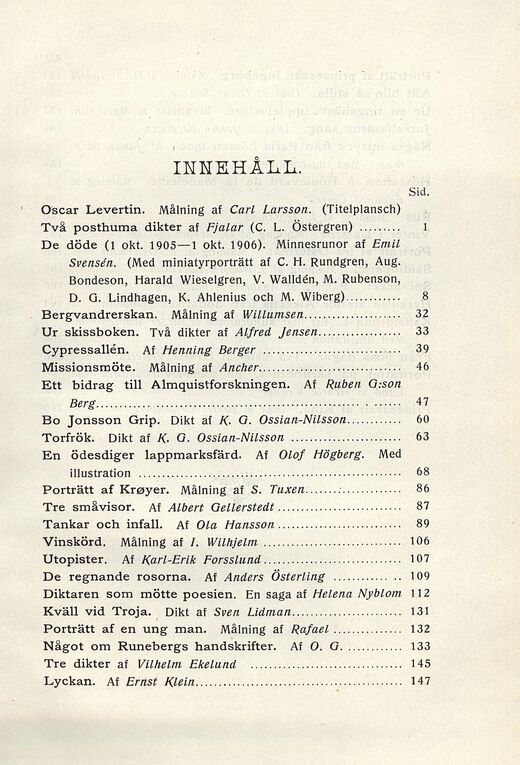 INNEHÅLL.
Sid.
Oscar Levertin. Målning af Carl Larsson. (Titelplansch)
Två posthuma dikter af Fjalar (C. L. Östergren) ......... 1
De döde (1 okt. 1905—1 okt. 1906). Minnesrunor af Emil
Svensén. (Med miniatyrporträtt af C. H. Rundgren, Aug.
Bondeson, Harald Wieselgren, V. Walldén, M. Rubenson,
D. G. Lindhagen, K. Ahlenius och M. Wiberg)............ 8
Bergvandrerskan. Målning af Willumsen..................... 32
Ur skissboken. Två dikter af Alfred Jensen.................. 33
Cypressallén. Af Henning Berger .............................. 39
Missionsmöte. Målning af Ancher.............................. 46
Ett bidrag till Almquistforskningen. Af Ruben G:son
Berg............................................................ 47
Bo Jonsson Grip. Dikt af K. G. Ossian-Nilsson............ 60
Torfrök. Dikt af K. G. Ossian-Nilsson ........................ 63
En ödesdiger lappmarksfärd. Af Olof Högberg. Med
illustration ...................................................... 68
Porträtt af Krøyer. Målning af S. Tuxen..................... 86
Tre småvisor. Af Albert Gellerstedt........................... 87
Tankar och infall. Af Ola Hansson........................... 89
Vinskörd. Målning af I. Wilhjelm .............................. 106
Utopister. Af Karl-Erik Forsslund.............................. 107
De regnande rosorna. Af Anders Österling ............... 109
Diktaren som mötte poesien. En saga af Helena Nyblom 112
Kväll vid Troja. Dikt af Sven Lidman........................ 131
Porträtt af en ung man. Målning af Rafael .................. 132
Något om Runebergs handskrifter. Af O. G. ............ 133
Tre dikter af Vilhelm Ekelund .................................. 145
Lyckan. Af Ernst Klein............................................ 147